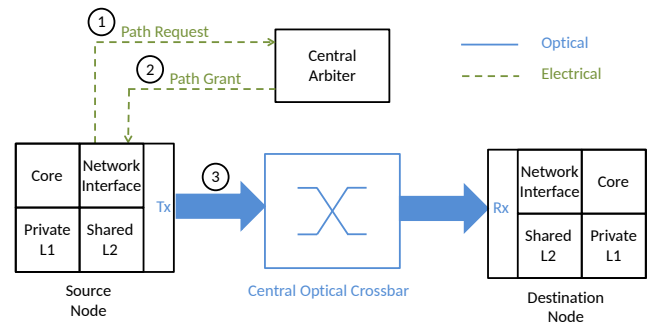 1
Path Request
2
Path Grant
Central
Arbiter
Optical
Electrical
Core
Network
Interface
Private
L1
Shared
L2
Tx
3
Rx
Network
Interface
Core
Shared
L2
Private
L1
Source
Node
Central Optical Crossbar
Destination
Node